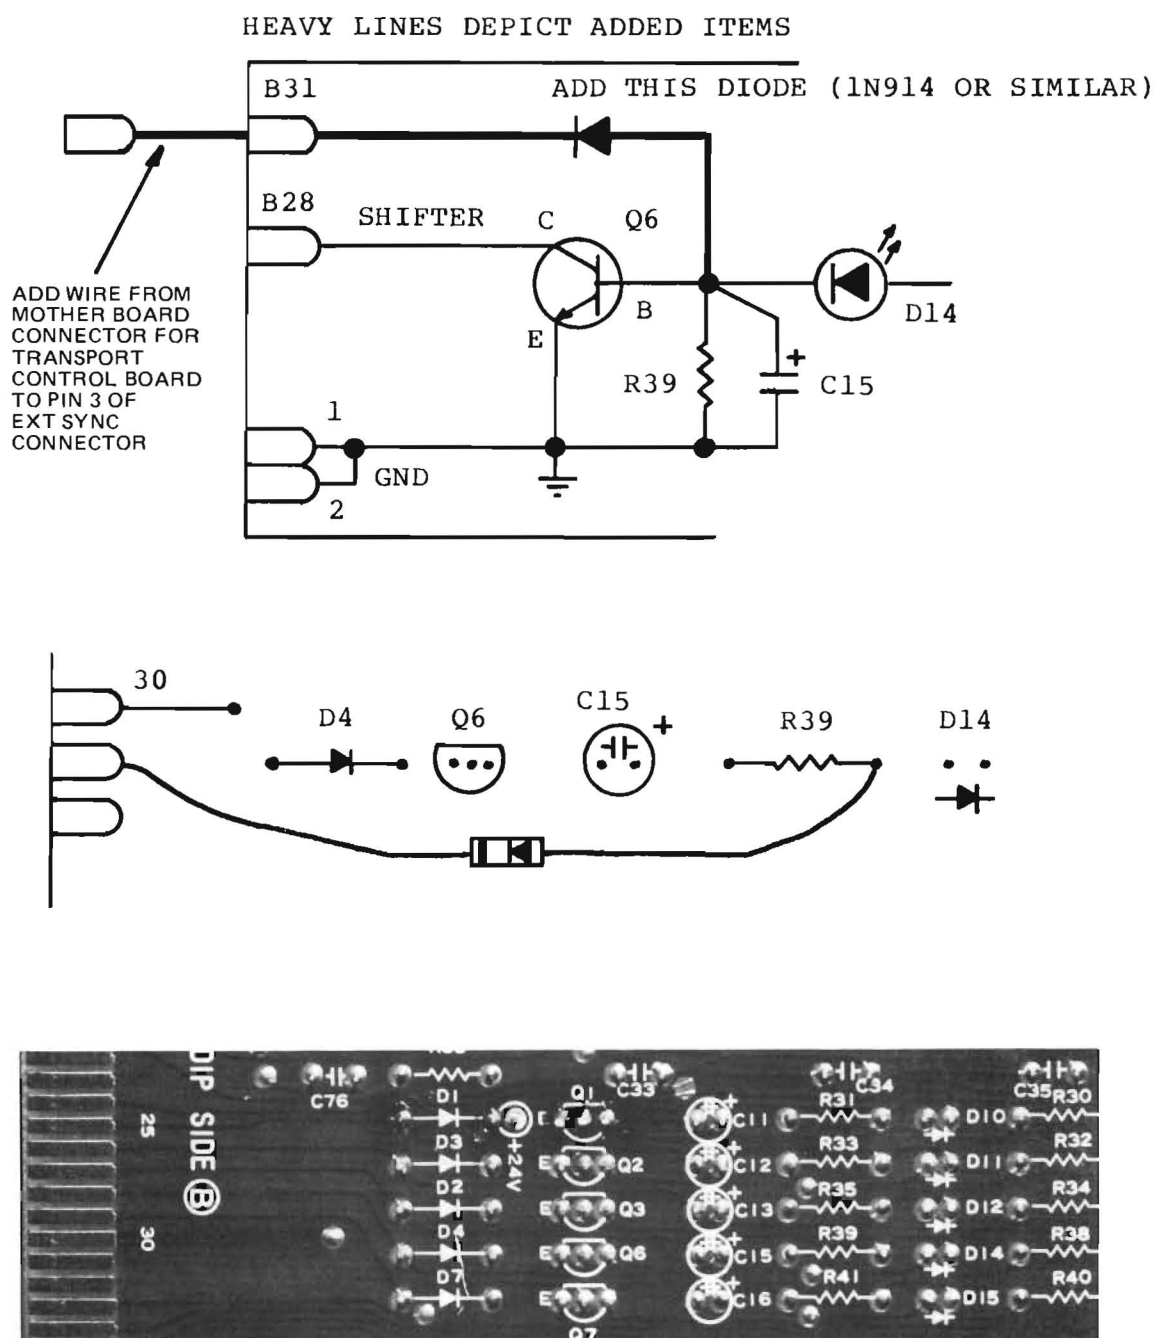 HEAVY LINES DEPICT ADDED ITEMS
B31
ADD THIS DIODE (1N914 OR SIMILAR)
B28
SHIFTER
C
Q6
B
E
D14
ADD WIRE FROM
MOTHER BOARD
CONNECTOR FOR
TRANSPORT
CONTROL BOARD
TO PIN 3 OF
EXT SYNC
CONNECTOR
R39
+
C15
1
GND
2
30
D4
Q6
C15
+
R39
D14
DIP SIDE B
25
30
C76
D1
D3
D2
D4
D7
+24V
Q1
E
E Q2
E Q3
E Q6
E
Q7
C33
+
C11
+
C12
+
C13
+
C15
+
C16
C34
R31
R33
R35
R39
R41
D10
D11
D12
D14
D15
C35
R30
R32
R34
R38
R40